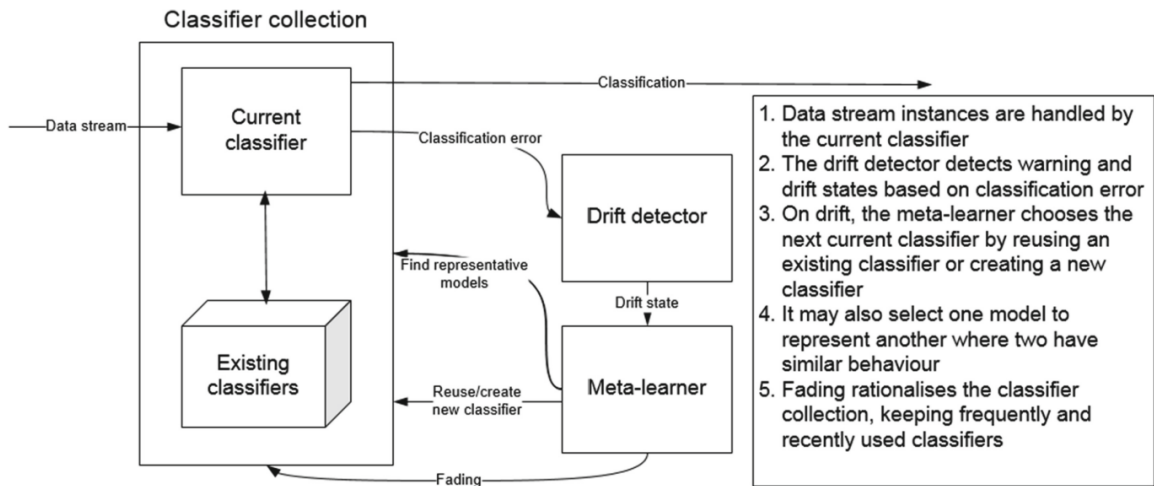 Classifier collection
Current
classifier
Classification
Data stream
Classification error
Drift detector
Find representative
models
Drift state
Existing
classifiers
Meta-learner
Reuse/create
new classifier
Fading
1. Data stream instances are handled by
the current classifier
2. The drift detector detects warning and
drift states based on classification error
3. On drift, the meta-learner chooses the
next current classifier by reusing an
existing classifier or creating a new
classifier
4. It may also select one model to
represent another where two have
similar behaviour
5. Fading rationalises the classifier
collection, keeping frequently and
recently used classifiers